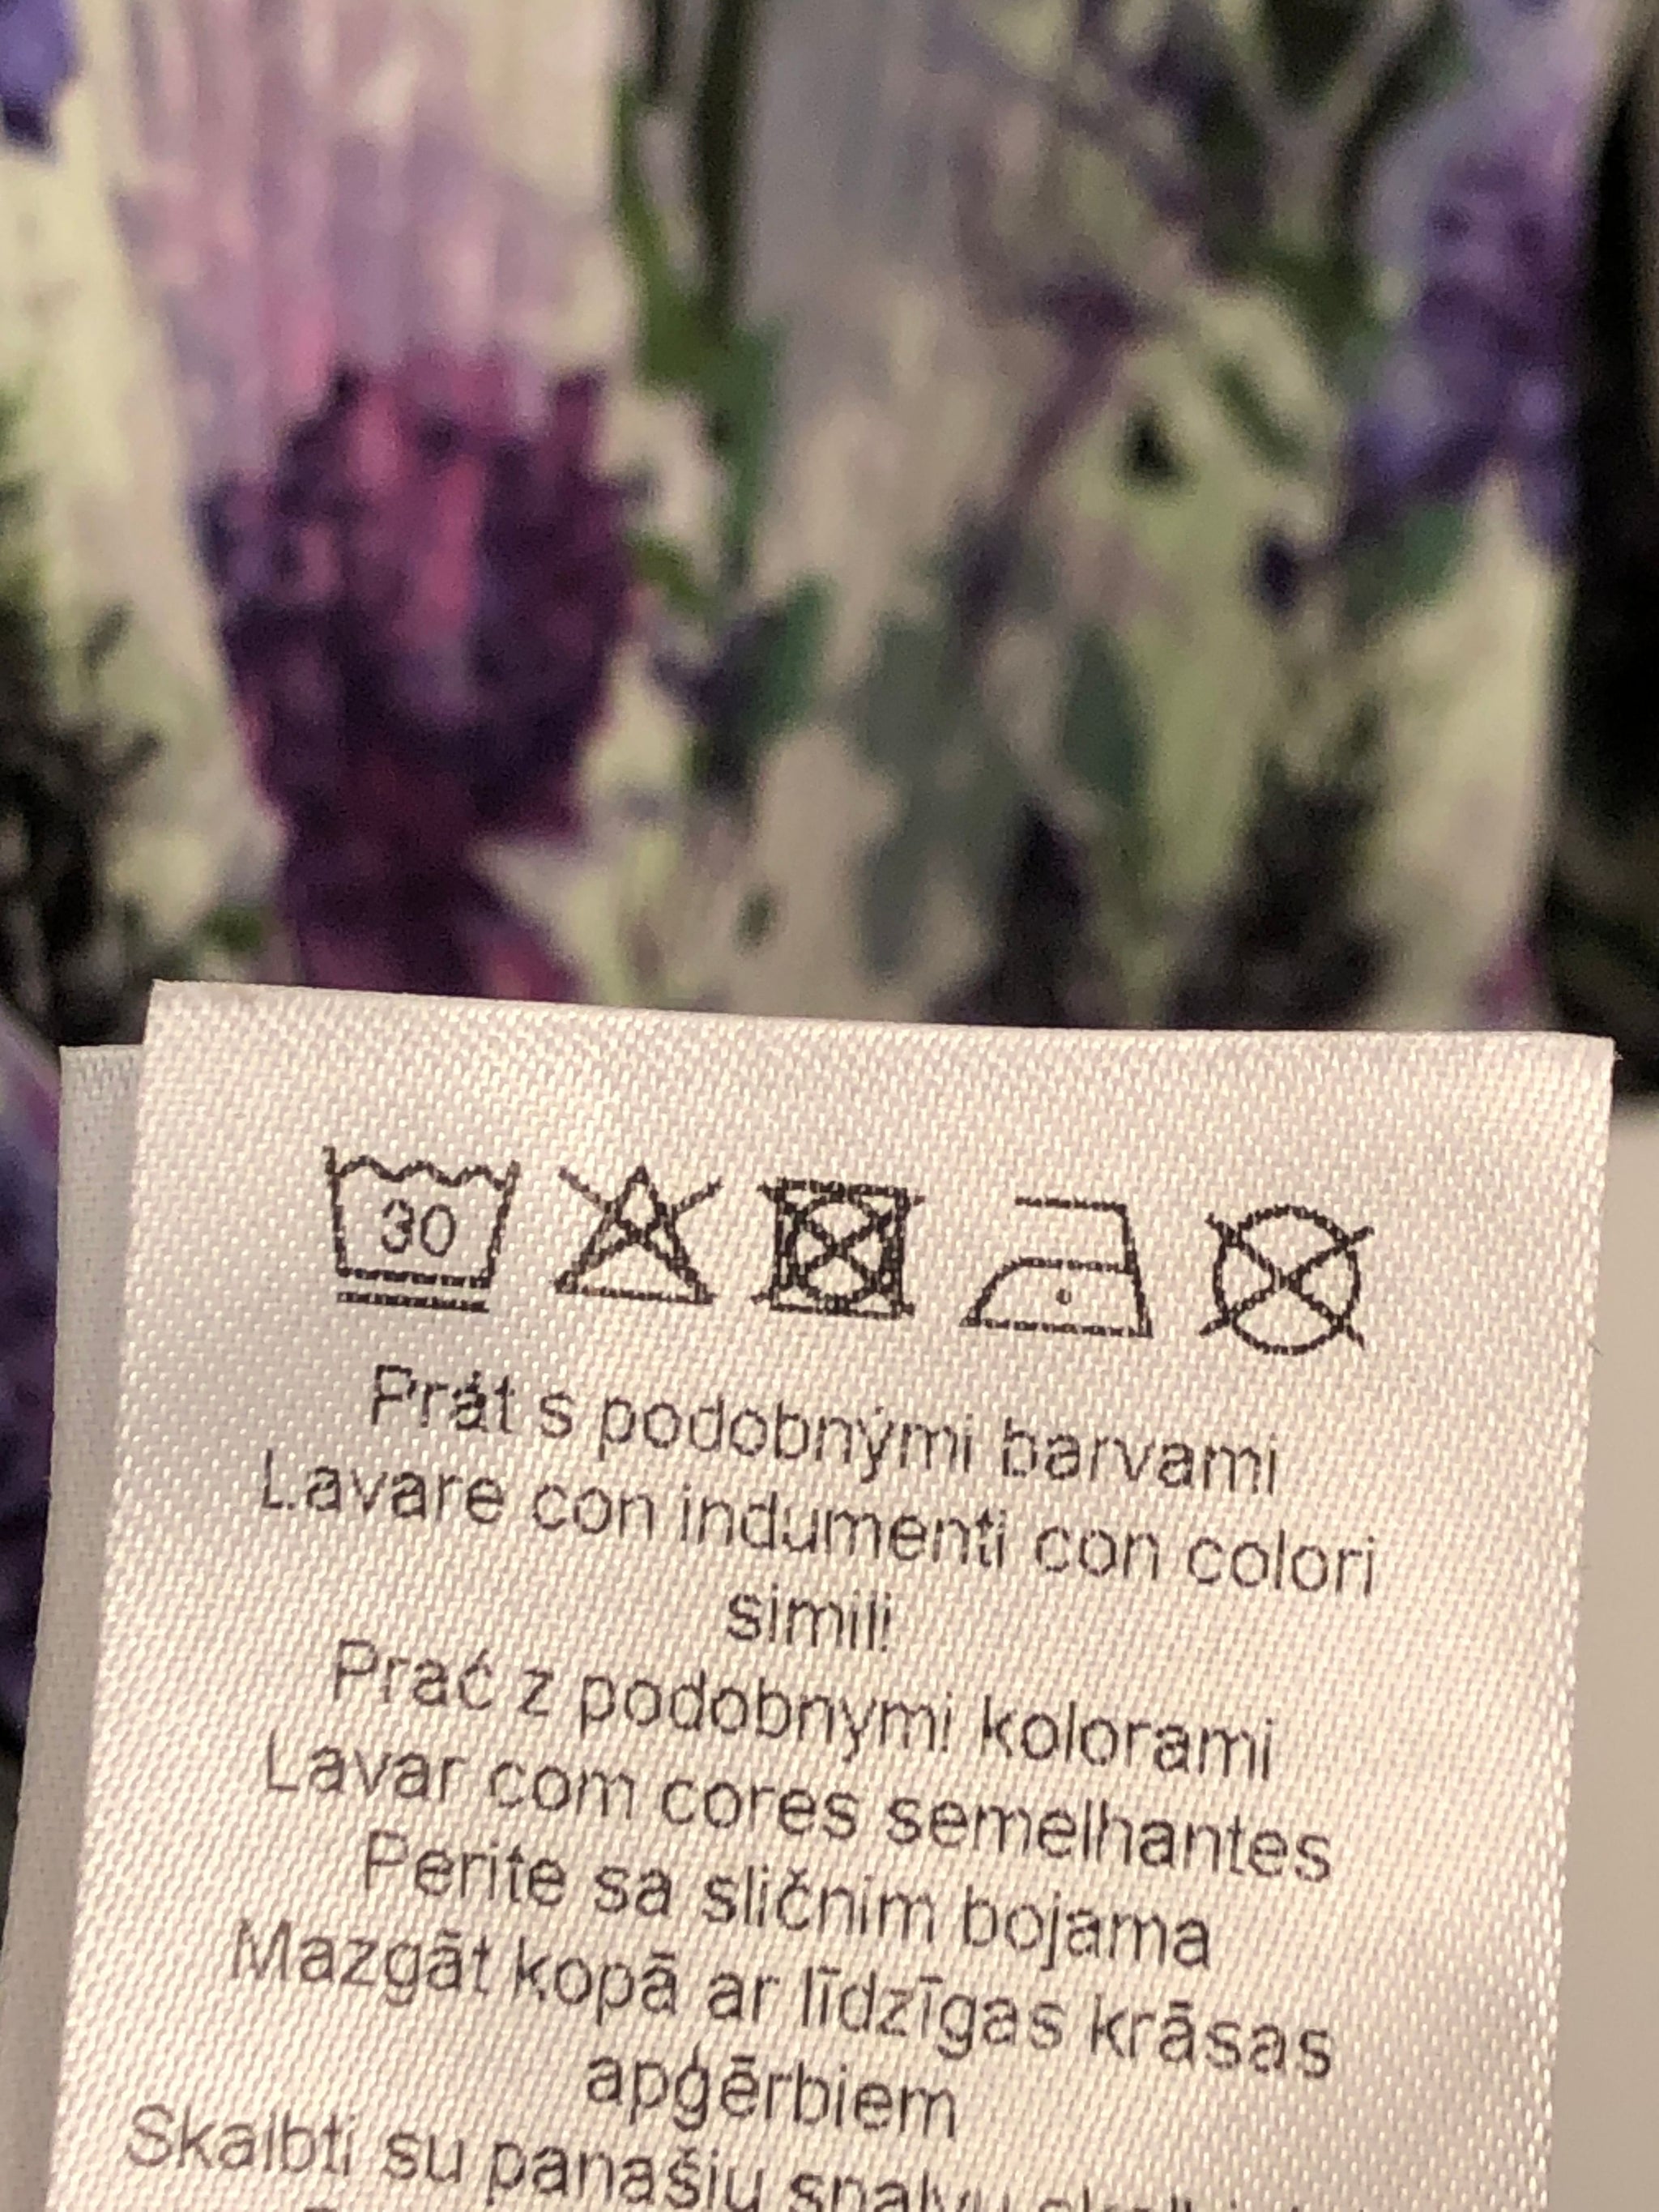 30
Prát s podobnými barvami
Lavare con indumenti con colori
simili
Prać z podobnymi kolorami
Lavar com cores semelhantes
Perite sa sličnim bojama
Mazgāt kopā ar līdzīgas krāsas
apģērbiem
Skalbti su panašių spalvų